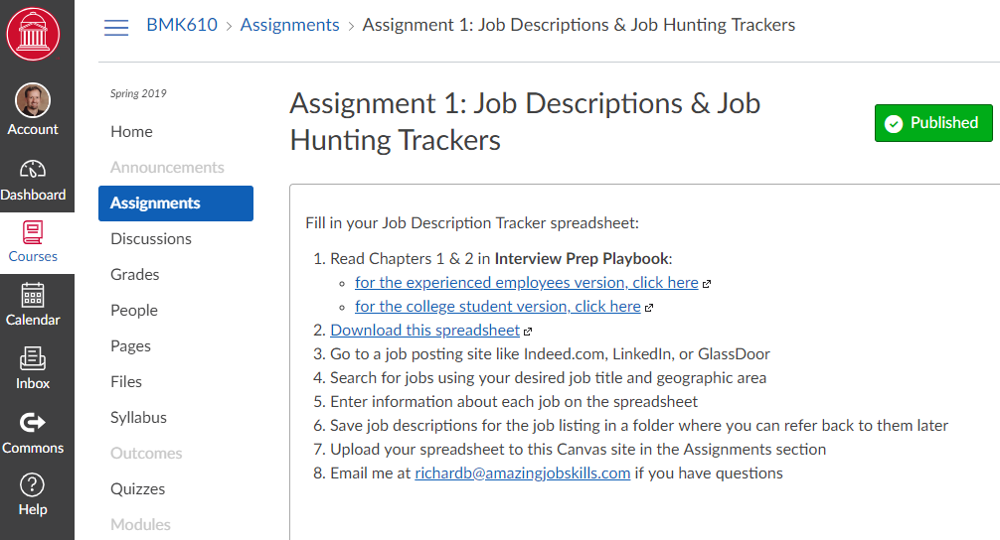 BMK610 › Assignments › Assignment 1: Job Descriptions & Job Hunting Trackers
Account
Dashboard
Courses
Calendar
Inbox
Commons
Help
Spring 2019
Home
Announcements
Assignments
Discussions
Grades
People
Pages
Files
Syllabus
Outcomes
Quizzes
Modules
Assignment 1: Job Descriptions & Job
Hunting Trackers
Published
Fill in your Job Description Tracker spreadsheet:
1. Read Chapters 1 & 2 in Interview Prep Playbook:
for the experienced employees version, click here
for the college student version, click here
2. Download this spreadsheet
3. Go to a job posting site like Indeed.com, LinkedIn, or GlassDoor
4. Search for jobs using your desired job title and geographic area
5. Enter information about each job on the spreadsheet
6. Save job descriptions for the job listing in a folder where you can refer back to them later
7. Upload your spreadsheet to this Canvas site in the Assignments section
8. Email me at richardb@amazingjobskills.com if you have questions